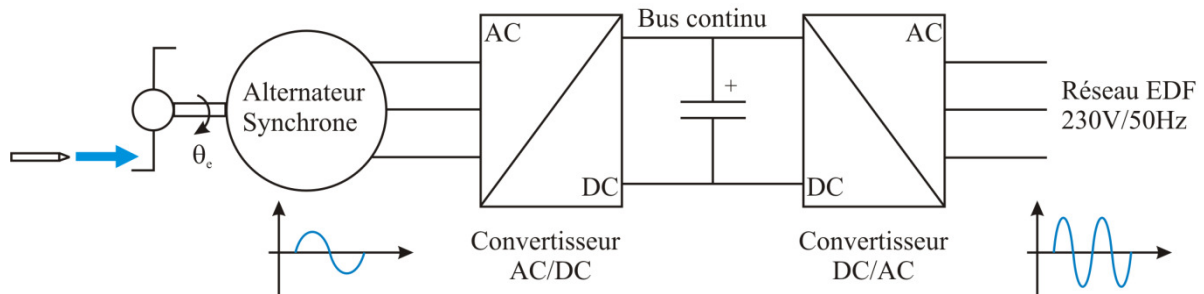 AC
Bus continu
AC
Alternateur
Synchrone
+
Réseau EDF
230V/50Hz
θe
DC
DC
Convertisseur
AC/DC
Convertisseur
DC/AC